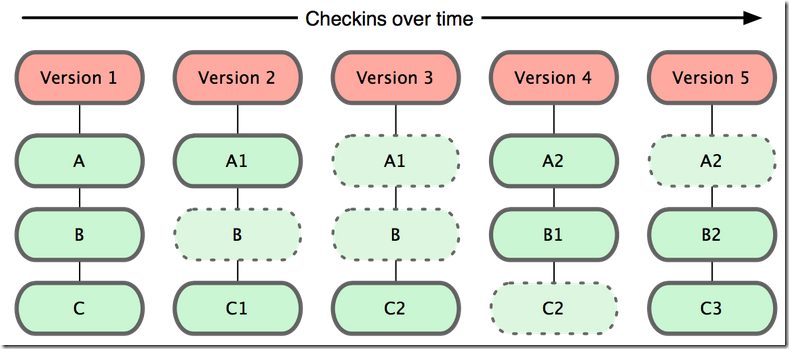 Checkins over time
Version 1 Version 2 Version 3 Version 4 Version 5
A A1 A1 A2 A2
B B B B1 B2
C C1 C2 C2 C3